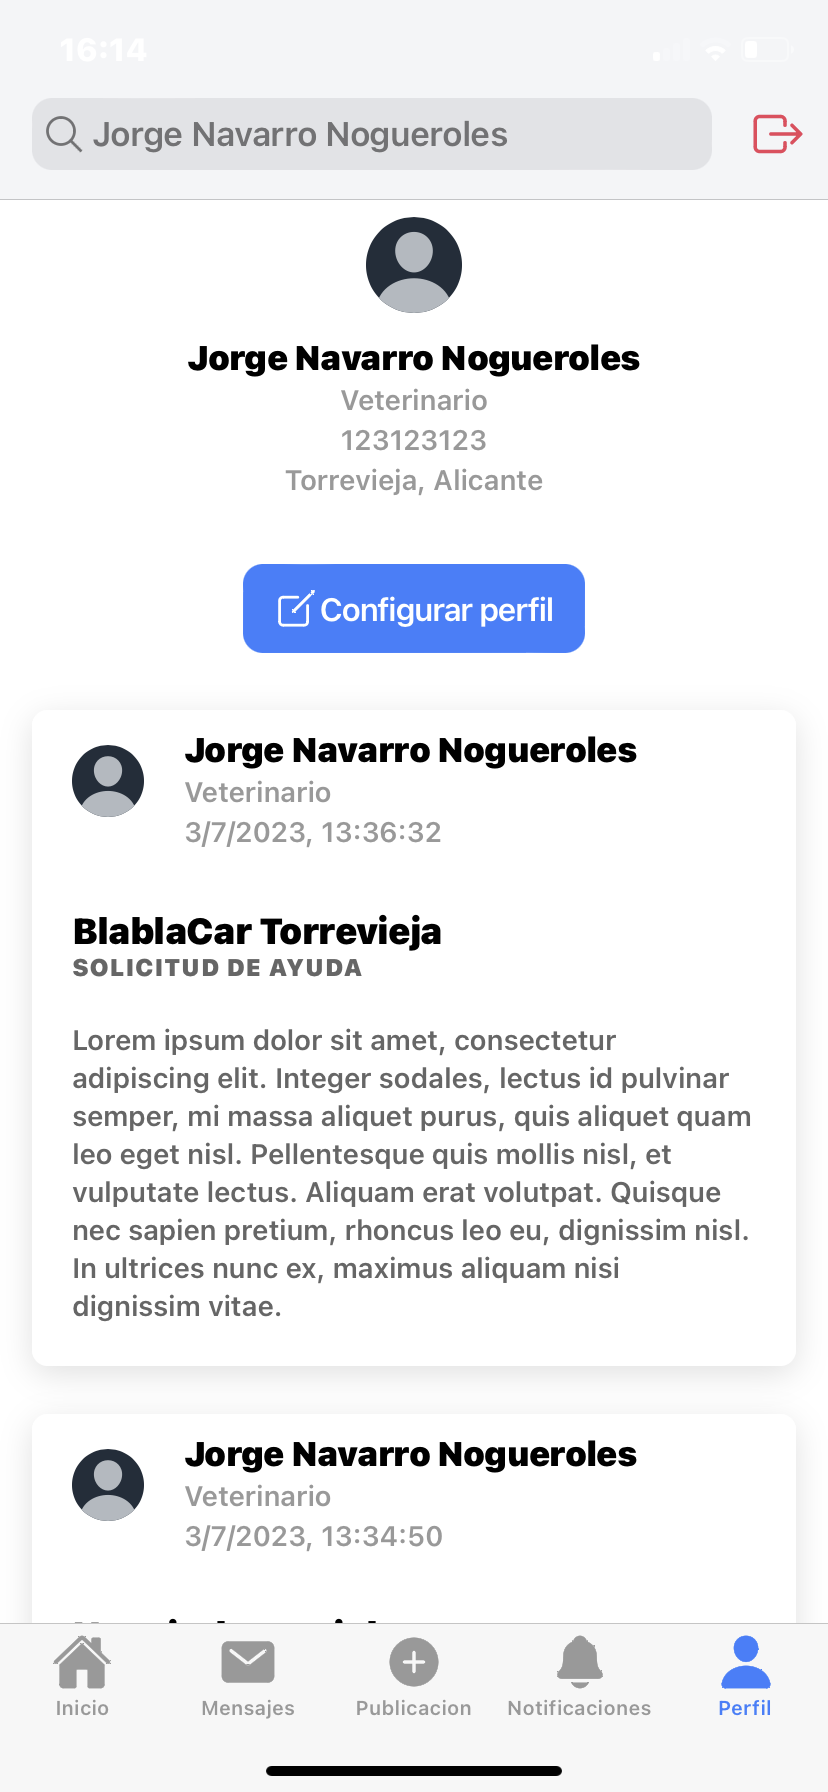 16:14
Jorge Navarro Nogueroles
Jorge Navarro Nogueroles
Veterinario
123123123
Torrevieja, Alicante
Configurar perfil
Jorge Navarro Nogueroles
Veterinario
3/7/2023, 13:36:32
BlablaCar Torrevieja
SOLICITUD DE AYUDA
Lorem ipsum dolor sit amet, consectetur
adipiscing elit. Integer sodales, lectus id pulvinar
semper, mi massa aliquet purus, quis aliquet quam
leo eget nisl. Pellentesque quis mollis nisl, et
vulputate lectus. Aliquam erat volutpat. Quisque
nec sapien pretium, rhoncus leo eu, dignissim nisl.
In ultrices nunc ex, maximus aliquam nisi
dignissim vitae.
Jorge Navarro Nogueroles
Veterinario
3/7/2023, 13:34:50
Inicio
Mensajes
Publicacion
Notificaciones
Perfil